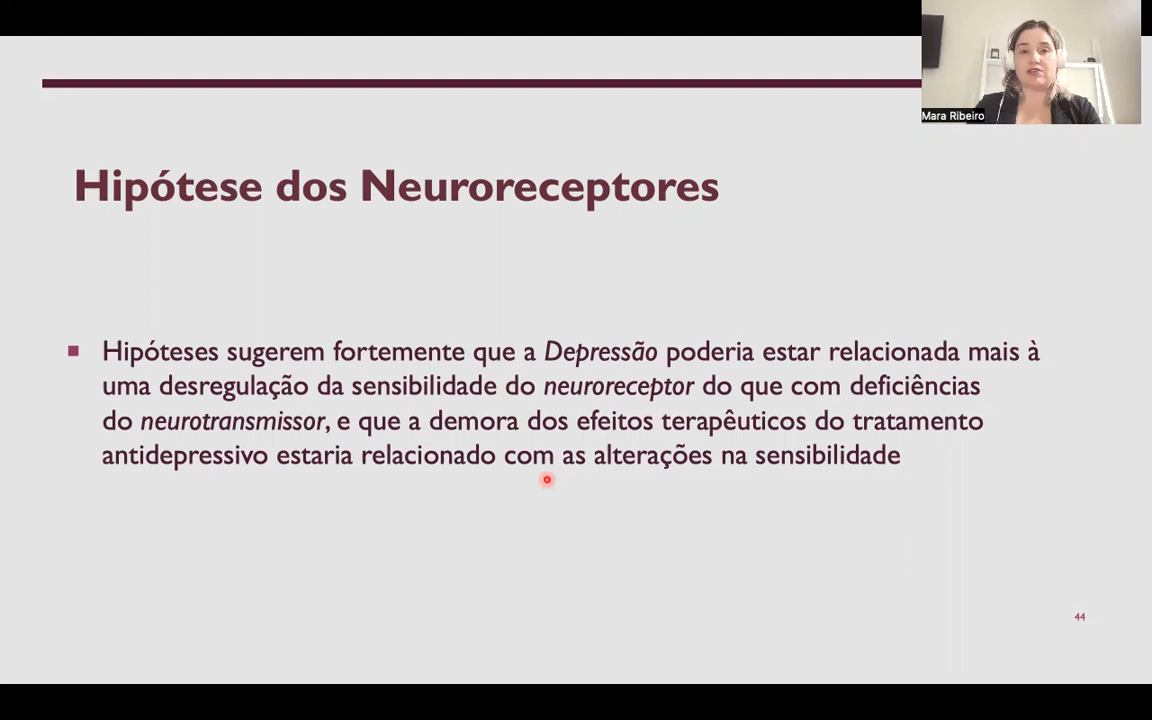 Mara Ribeiro
Hipótese dos Neuroreceptores
Hipóteses sugerem fortemente que a Depressão poderia estar relacionada mais à
uma desregulação da sensibilidade do neuroreceptor do que com deficiências
do neurotransmissor, e que a demora dos efeitos terapêuticos do tratamento
antidepressivo estaria relacionado com as alterações na sensibilidade
44